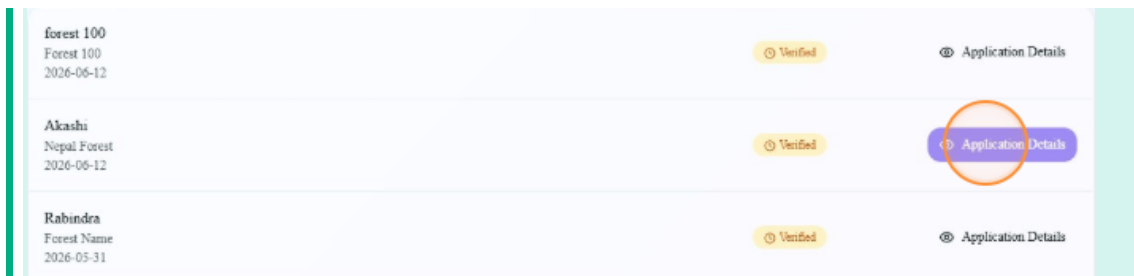 forest 100
Forest 100
2026-06-12
Verified
Application Details
Akashi
Nepal Forest
2026-06-12
Verified
Application Details
Rabindra
Forest Name
2026-05-31
Verified
Application Details